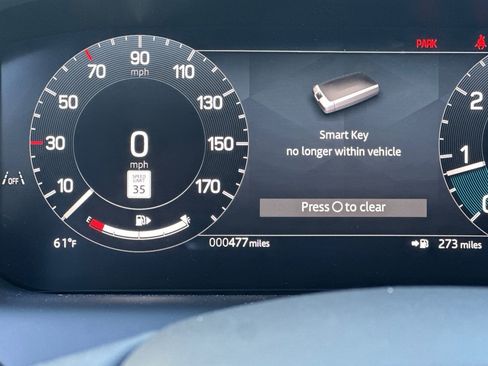 PARK
90
mph
70
110
50
130
30
150
10
170
0
mph
SPEED
LIMIT
35
OFF
E
F
61°F
000477 miles
Smart Key
no longer within vehicle
Press O to clear
273 miles
2
1
0